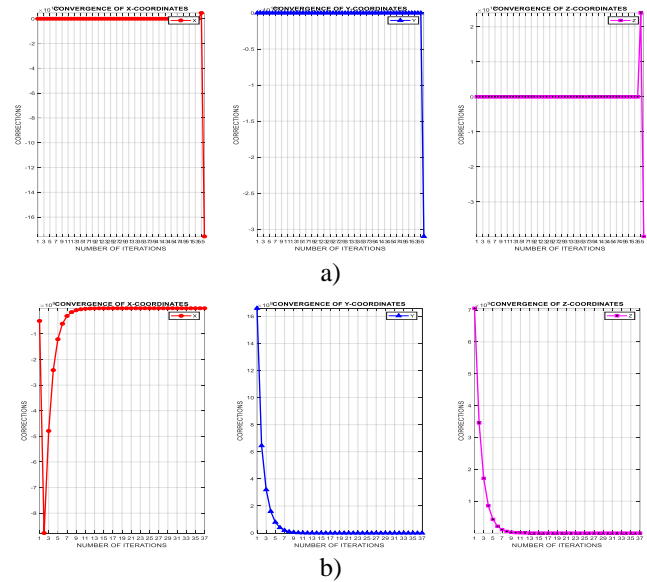 CONVERGENCE OF X-COORDINATES
X
CORRECTIONS
0
-2
-4
-6
-8
-10
-12
-14
-16
NUMBER OF ITERATIONS
CONVERGENCE OF Y-COORDINATES
Y
CORRECTIONS
0
-0.5
-1
-1.5
-2
-2.5
-3
NUMBER OF ITERATIONS
CONVERGENCE OF Z-COORDINATES
Z
CORRECTIONS
2
1
0
-1
-2
-3
NUMBER OF ITERATIONS
a)
CONVERGENCE OF X-COORDINATES
X
CORRECTIONS
-1
-2
-3
-4
-5
-6
-7
-8
1 3 5 7 9 11 13 15 17 19 21 23 25 27 29 31 33 35 37
NUMBER OF ITERATIONS
CONVERGENCE OF Y-COORDINATES
Y
CORRECTIONS
16
14
12
10
8
6
4
2
0
1 3 5 7 9 11 13 15 17 19 21 23 25 27 29 31 33 35 37
NUMBER OF ITERATIONS
CONVERGENCE OF Z-COORDINATES
Z
CORRECTIONS
7
6
5
4
3
2
1
0
1 3 5 7 9 11 13 15 17 19 21 23 25 27 29 31 33 35 37
NUMBER OF ITERATIONS
b)